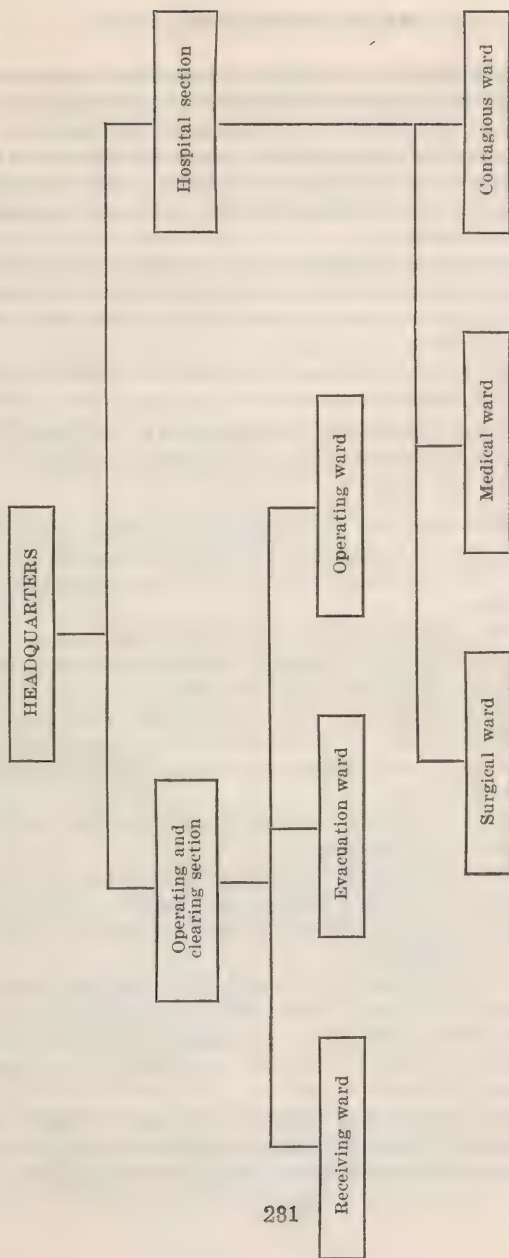 HEADQUARTERS
Operating and
clearing section
Hospital section
Receiving ward
Evacuation ward
Operating ward
Surgical ward
Medical ward
Contagious ward
281